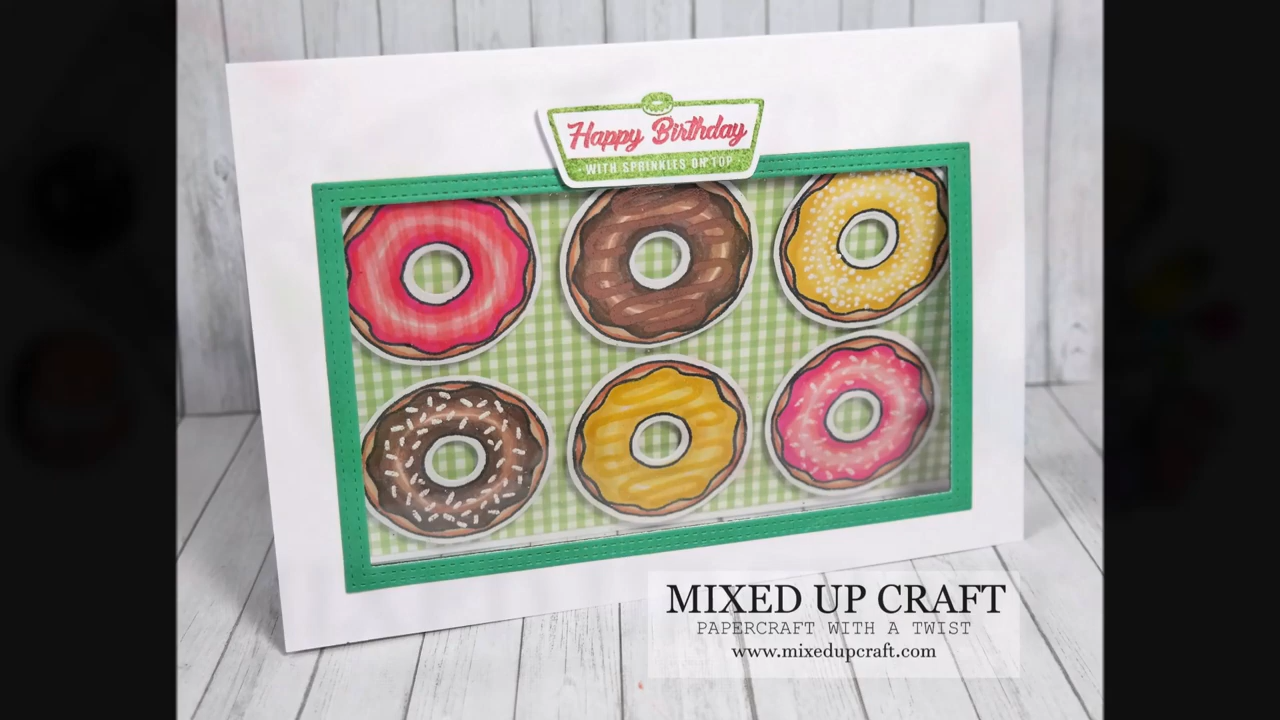 Happy Birthday
WITH SPRINKLES ON TOP
MIXED UP CRAFT
PAPERCRAFT WITH A TWIST
www.mixedupcraft.com